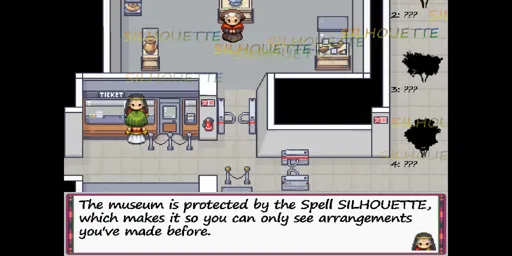 2: ???
SILHOUETTE
SILHOUETTE
SILHOUETTE
SILHOUETTE
SILHOUETTE
3: ???
TICKET
SILHOUETTE
4: ???
The museum is protected by the Spell SILHOUETTE,
which makes it so you can only see arrangements
you've made before.